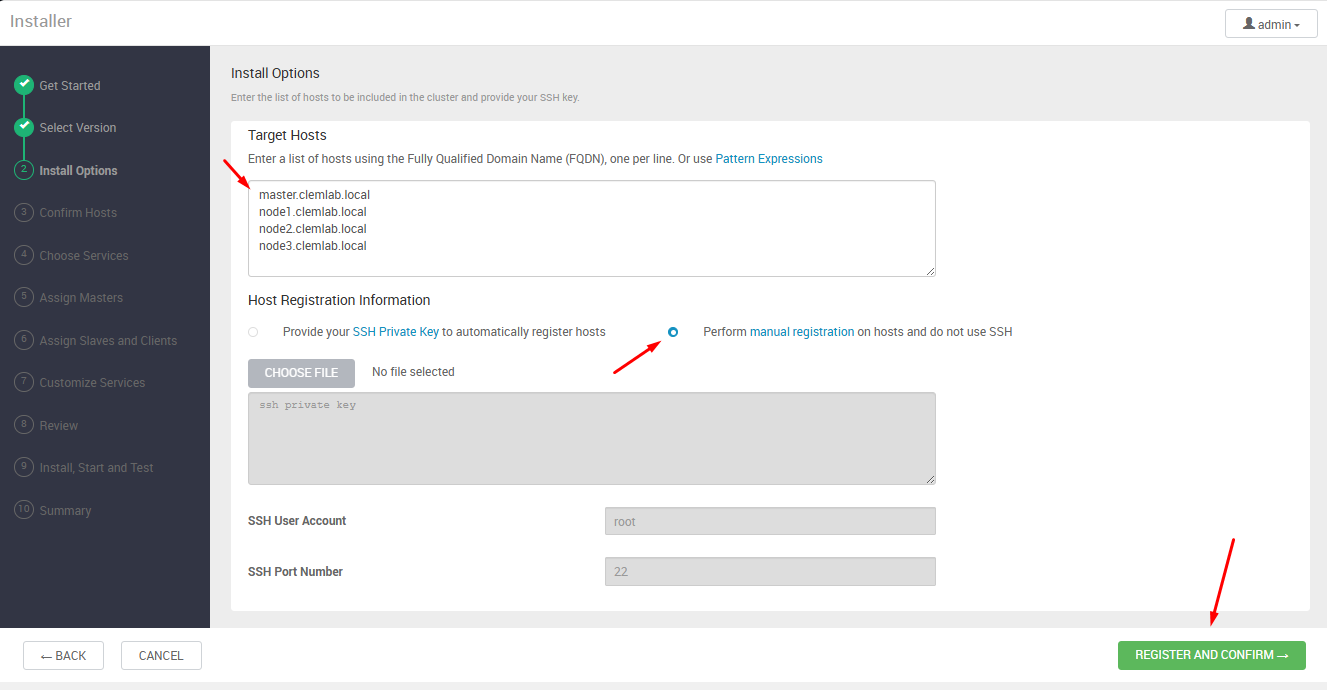 Installer
admin
Get Started
Select Version
2 Install Options
3 Confirm Hosts
4 Choose Services
5 Assign Masters
6 Assign Slaves and Clients
7 Customize Services
8 Review
9 Install, Start and Test
10 Summary
Install Options
Enter the list of hosts to be included in the cluster and provide your SSH key.
Target Hosts
Enter a list of hosts using the Fully Qualified Domain Name (FQDN), one per line. Or use Pattern Expressions
master.clemlab.local
node1.clemlab.local
node2.clemlab.local
node3.clemlab.local
Host Registration Information
Provide your SSH Private Key to automatically register hosts
Perform manual registration on hosts and do not use SSH
CHOOSE FILE No file selected
ssh private key
SSH User Account root
SSH Port Number 22
← BACK
CANCEL
REGISTER AND CONFIRM →